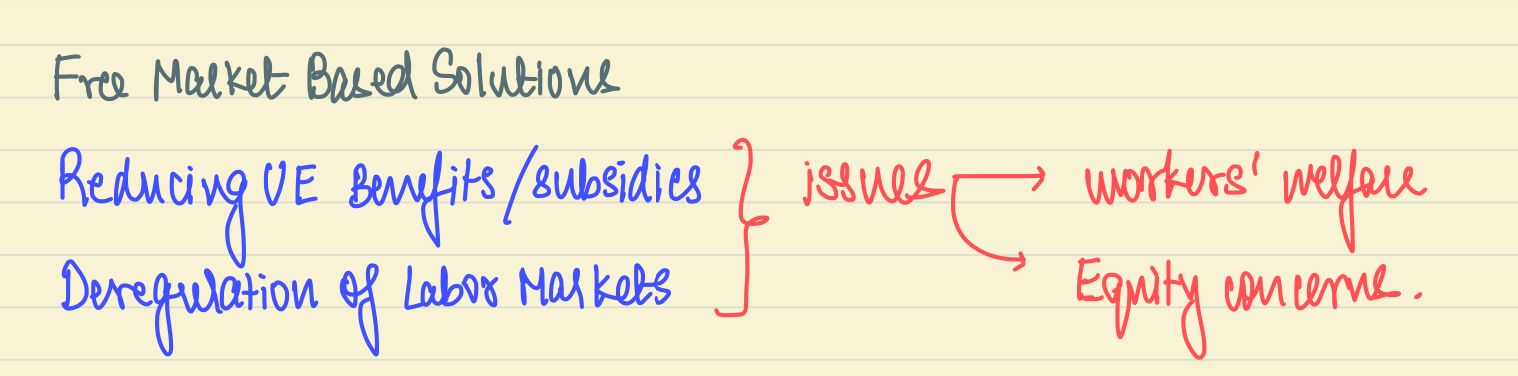 Free Market Based Solutions
Reducing UE Benefits/subsidies } issues → workers' welfare
Deregulation of Labor Markets → Equity concerns.